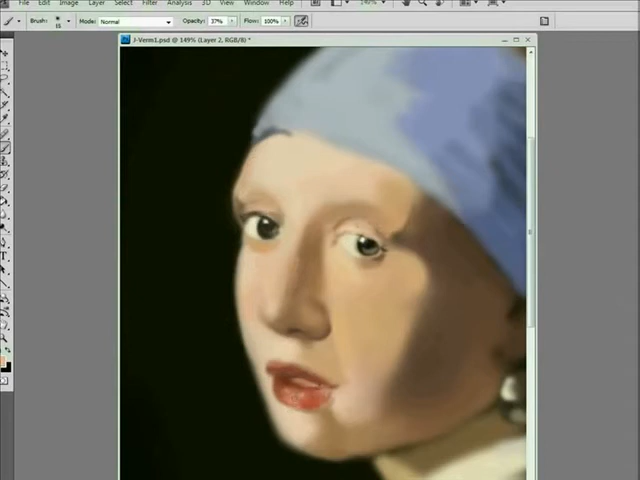 File Edit Image Layer Select Filter Analysis 3D View Window Help
Brush: Mode: Normal Opacity: 37% Flow: 100%
J-Verm1.psd @ 149% (Layer 2, RGB/8) *